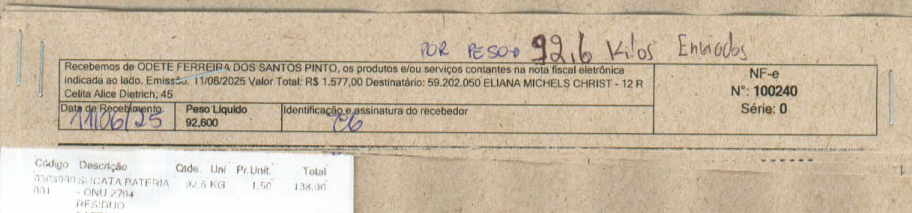 POR PESO 92,6 Kilos Enviados
Recebemos de ODETE FERREIRA DOS SANTOS PINTO, os produtos e/ou serviços contantes na nota fiscal eletrônica
indicada ao lado. Emissão: 11/06/2025 Valor Total: R$ 1.577,00 Destinatário: 59.202.050 ELIANA MICHELS CHRIST - 12 R
Celita Alice Dietrich, 45
NF-e
N°: 100240
Série: 0
Data de Recebimento
11/06/25
Peso Líquido
92,600
Identificação e assinatura do recebedor
Código Descrição Qtde. Uni Pr.Unit. Total
SUCATA BATERIA 92,6 KG 1,50 138,90
001 - ONU 2794
RESIDUO